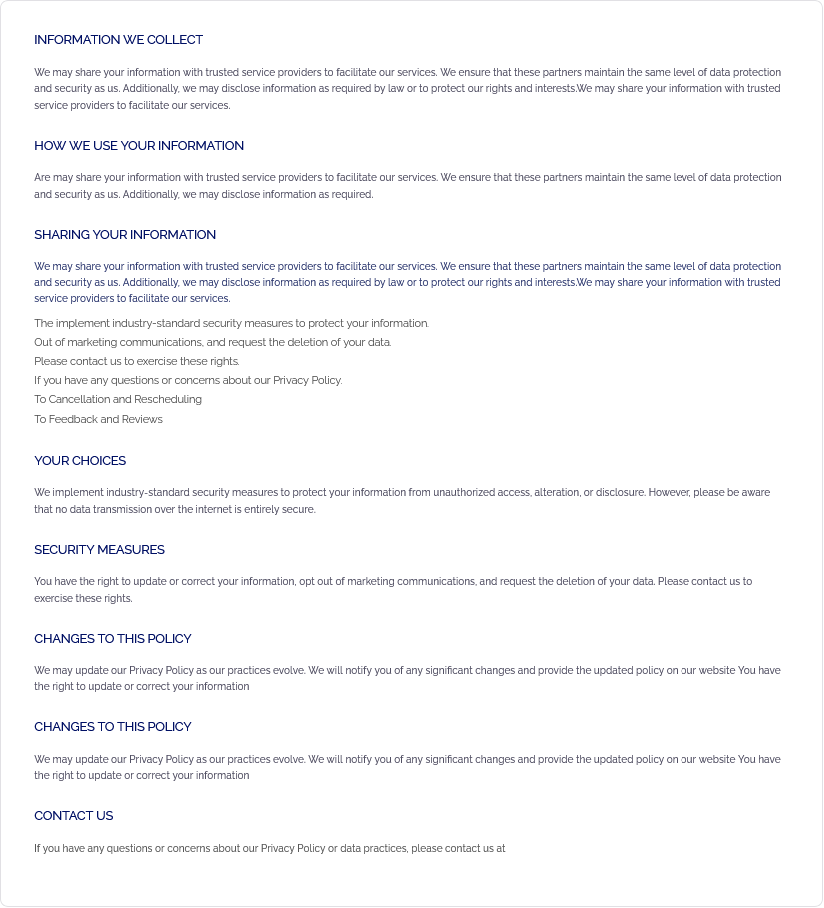 INFORMATION WE COLLECT
We may share your information with trusted service providers to facilitate our services. We ensure that these partners maintain the same level of data protection
and security as us. Additionally, we may disclose information as required by law or to protect our rights and interests.We may share your information with trusted
service providers to facilitate our services.
HOW WE USE YOUR INFORMATION
Are may share your information with trusted service providers to facilitate our services. We ensure that these partners maintain the same level of data protection
and security as us. Additionally, we may disclose information as required.
SHARING YOUR INFORMATION
We may share your information with trusted service providers to facilitate our services. We ensure that these partners maintain the same level of data protection
and security as us. Additionally, we may disclose information as required by law or to protect our rights and interests.We may share your information with trusted
service providers to facilitate our services.
The implement industry-standard security measures to protect your information.
Out of marketing communications, and request the deletion of your data.
Please contact us to exercise these rights.
If you have any questions or concerns about our Privacy Policy.
To Cancellation and Rescheduling
To Feedback and Reviews
YOUR CHOICES
We implement industry-standard security measures to protect your information from unauthorized access, alteration, or disclosure. However, please be aware
that no data transmission over the internet is entirely secure.
SECURITY MEASURES
You have the right to update or correct your information, opt out of marketing communications, and request the deletion of your data. Please contact us to
exercise these rights.
CHANGES TO THIS POLICY
We may update our Privacy Policy as our practices evolve. We will notify you of any significant changes and provide the updated policy on our website You have
the right to update or correct your information
CHANGES TO THIS POLICY
We may update our Privacy Policy as our practices evolve. We will notify you of any significant changes and provide the updated policy on our website You have
the right to update or correct your information
CONTACT US
If you have any questions or concerns about our Privacy Policy or data practices, please contact us at